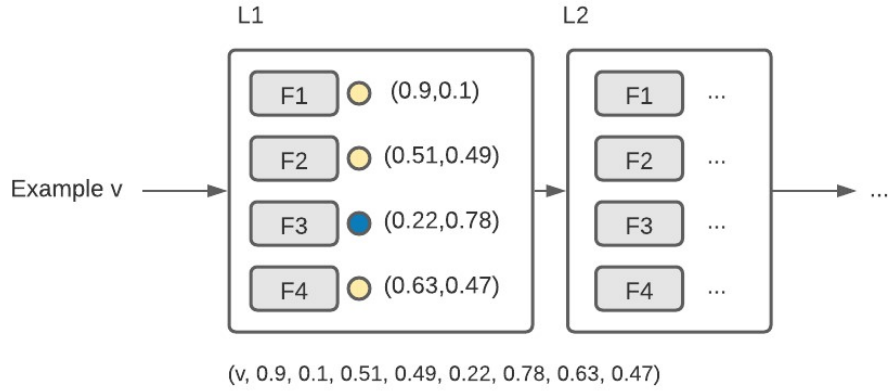 L1 L2
F1 (0.9,0.1) F1 ...
F2 (0.51,0.49) F2 ...
Example v ...
F3 (0.22,0.78) F3 ...
F4 (0.63,0.47) F4 ...
(v, 0.9, 0.1, 0.51, 0.49, 0.22, 0.78, 0.63, 0.47)